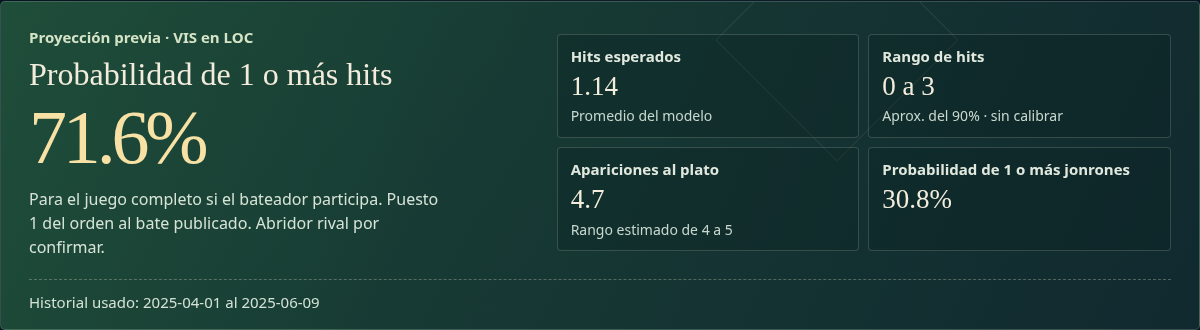 Proyección previa · VIS en LOC
Probabilidad de 1 o más hits
71.6%
Para el juego completo si el bateador participa. Puesto
1 del orden al bate publicado. Abridor rival por
confirmar.
Hits esperados
1.14
Promedio del modelo
Rango de hits
0 a 3
Aprox. del 90% · sin calibrar
Apariciones al plato
4.7
Rango estimado de 4 a 5
Probabilidad de 1 o más jonrones
30.8%
Historial usado: 2025-04-01 al 2025-06-09